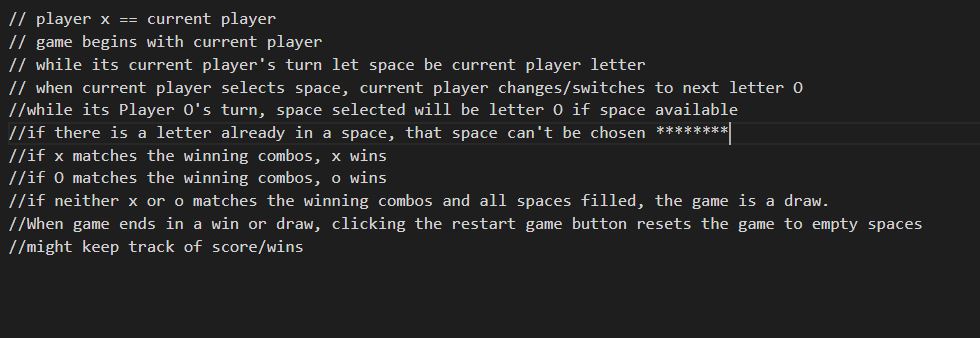 // player x == current player
// game begins with current player
// while its current player's turn let space be current player letter
// when current player selects space, current player changes/switches to next letter O
//while its Player O's turn, space selected will be letter O if space available
//if there is a letter already in a space, that space can't be chosen ********
//if x matches the winning combos, x wins
//if O matches the winning combos, o wins
//if neither x or o matches the winning combos and all spaces filled, the game is a draw.
//When game ends in a win or draw, clicking the restart game button resets the game to empty spaces
//might keep track of score/wins